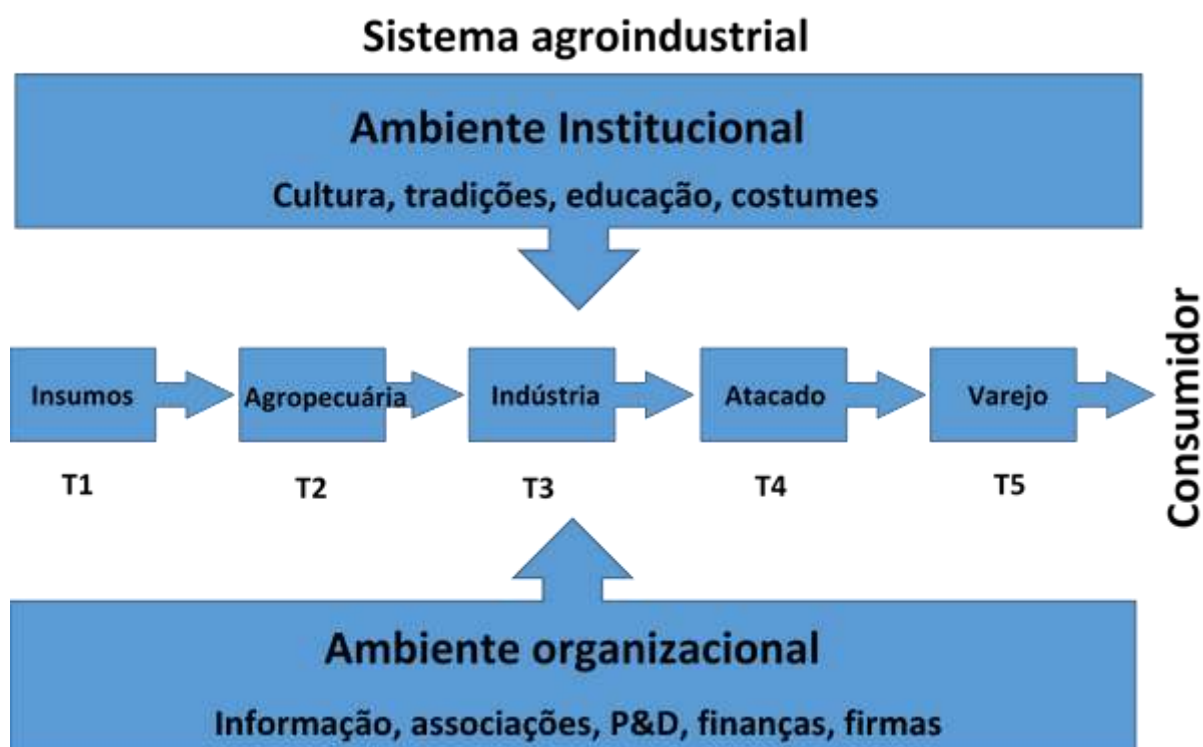 Sistema agroindustrial
Ambiente Institucional
Cultura, tradições, educação, costumes
Insumos
Agropecuária
Indústria
Atacado
Varejo
Consumidor
T1
T2
T3
T4
T5
Ambiente organizacional
Informação, associações, P&D, finanças, firmas